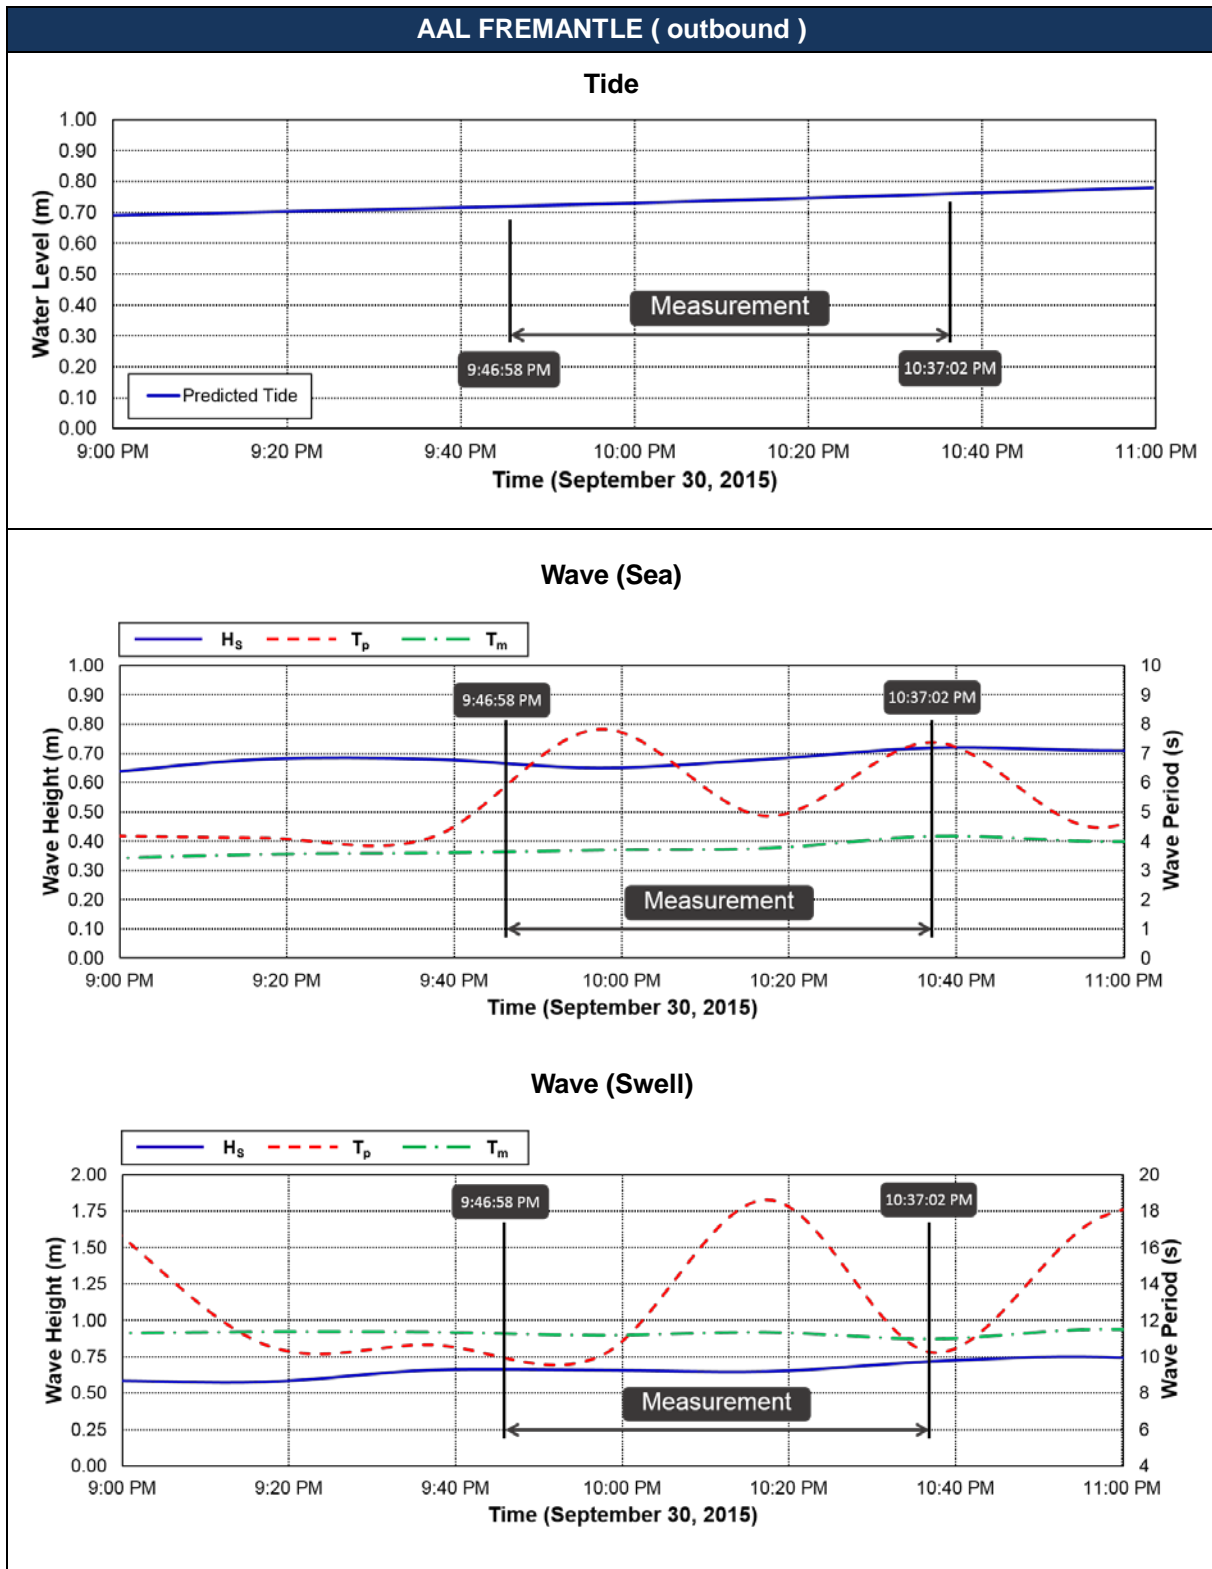 AAL FREMANTLE ( outbound )
Tide
1.00
0.90
0.80
0.70
0.60
0.50
0.40
0.30
0.20
0.10
0.00
Water Level (m)
Measurement
9:46:58 PM
10:37:02 PM
Predicted Tide
9:00 PM 9:20 PM 9:40 PM 10:00 PM 10:20 PM 10:40 PM 11:00 PM
Time (September 30, 2015)
Wave (Sea)
Hs Tp Tm
1.00 10
0.90 9
0.80 8
0.70 7
0.60 6
0.50 5
0.40 4
0.30 3
0.20 2
0.10 1
0.00 0
Wave Height (m)
Wave Period (s)
9:46:58 PM
10:37:02 PM
Measurement
9:00 PM 9:20 PM 9:40 PM 10:00 PM 10:20 PM 10:40 PM 11:00 PM
Time (September 30, 2015)
Wave (Swell)
Hs Tp Tm
2.00 20
1.75 18
1.50 16
1.25 14
1.00 12
0.75 10
0.50 8
0.25 6
0.00 4
Wave Height (m)
Wave Period (s)
9:46:58 PM
10:37:02 PM
Measurement
9:00 PM 9:20 PM 9:40 PM 10:00 PM 10:20 PM 10:40 PM 11:00 PM
Time (September 30, 2015)